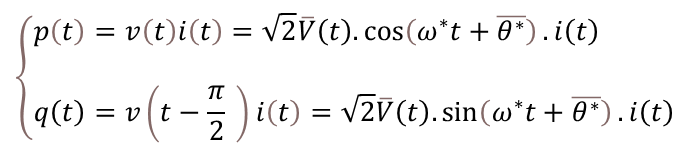 p(t) = v(t)i(t) = √2V̅(t).cos(ω*t + θ̅*̅) . i(t)
q(t) = v(t − π/2) i(t) = √2V̅(t).sin(ω*t + θ̅*̅) . i(t)